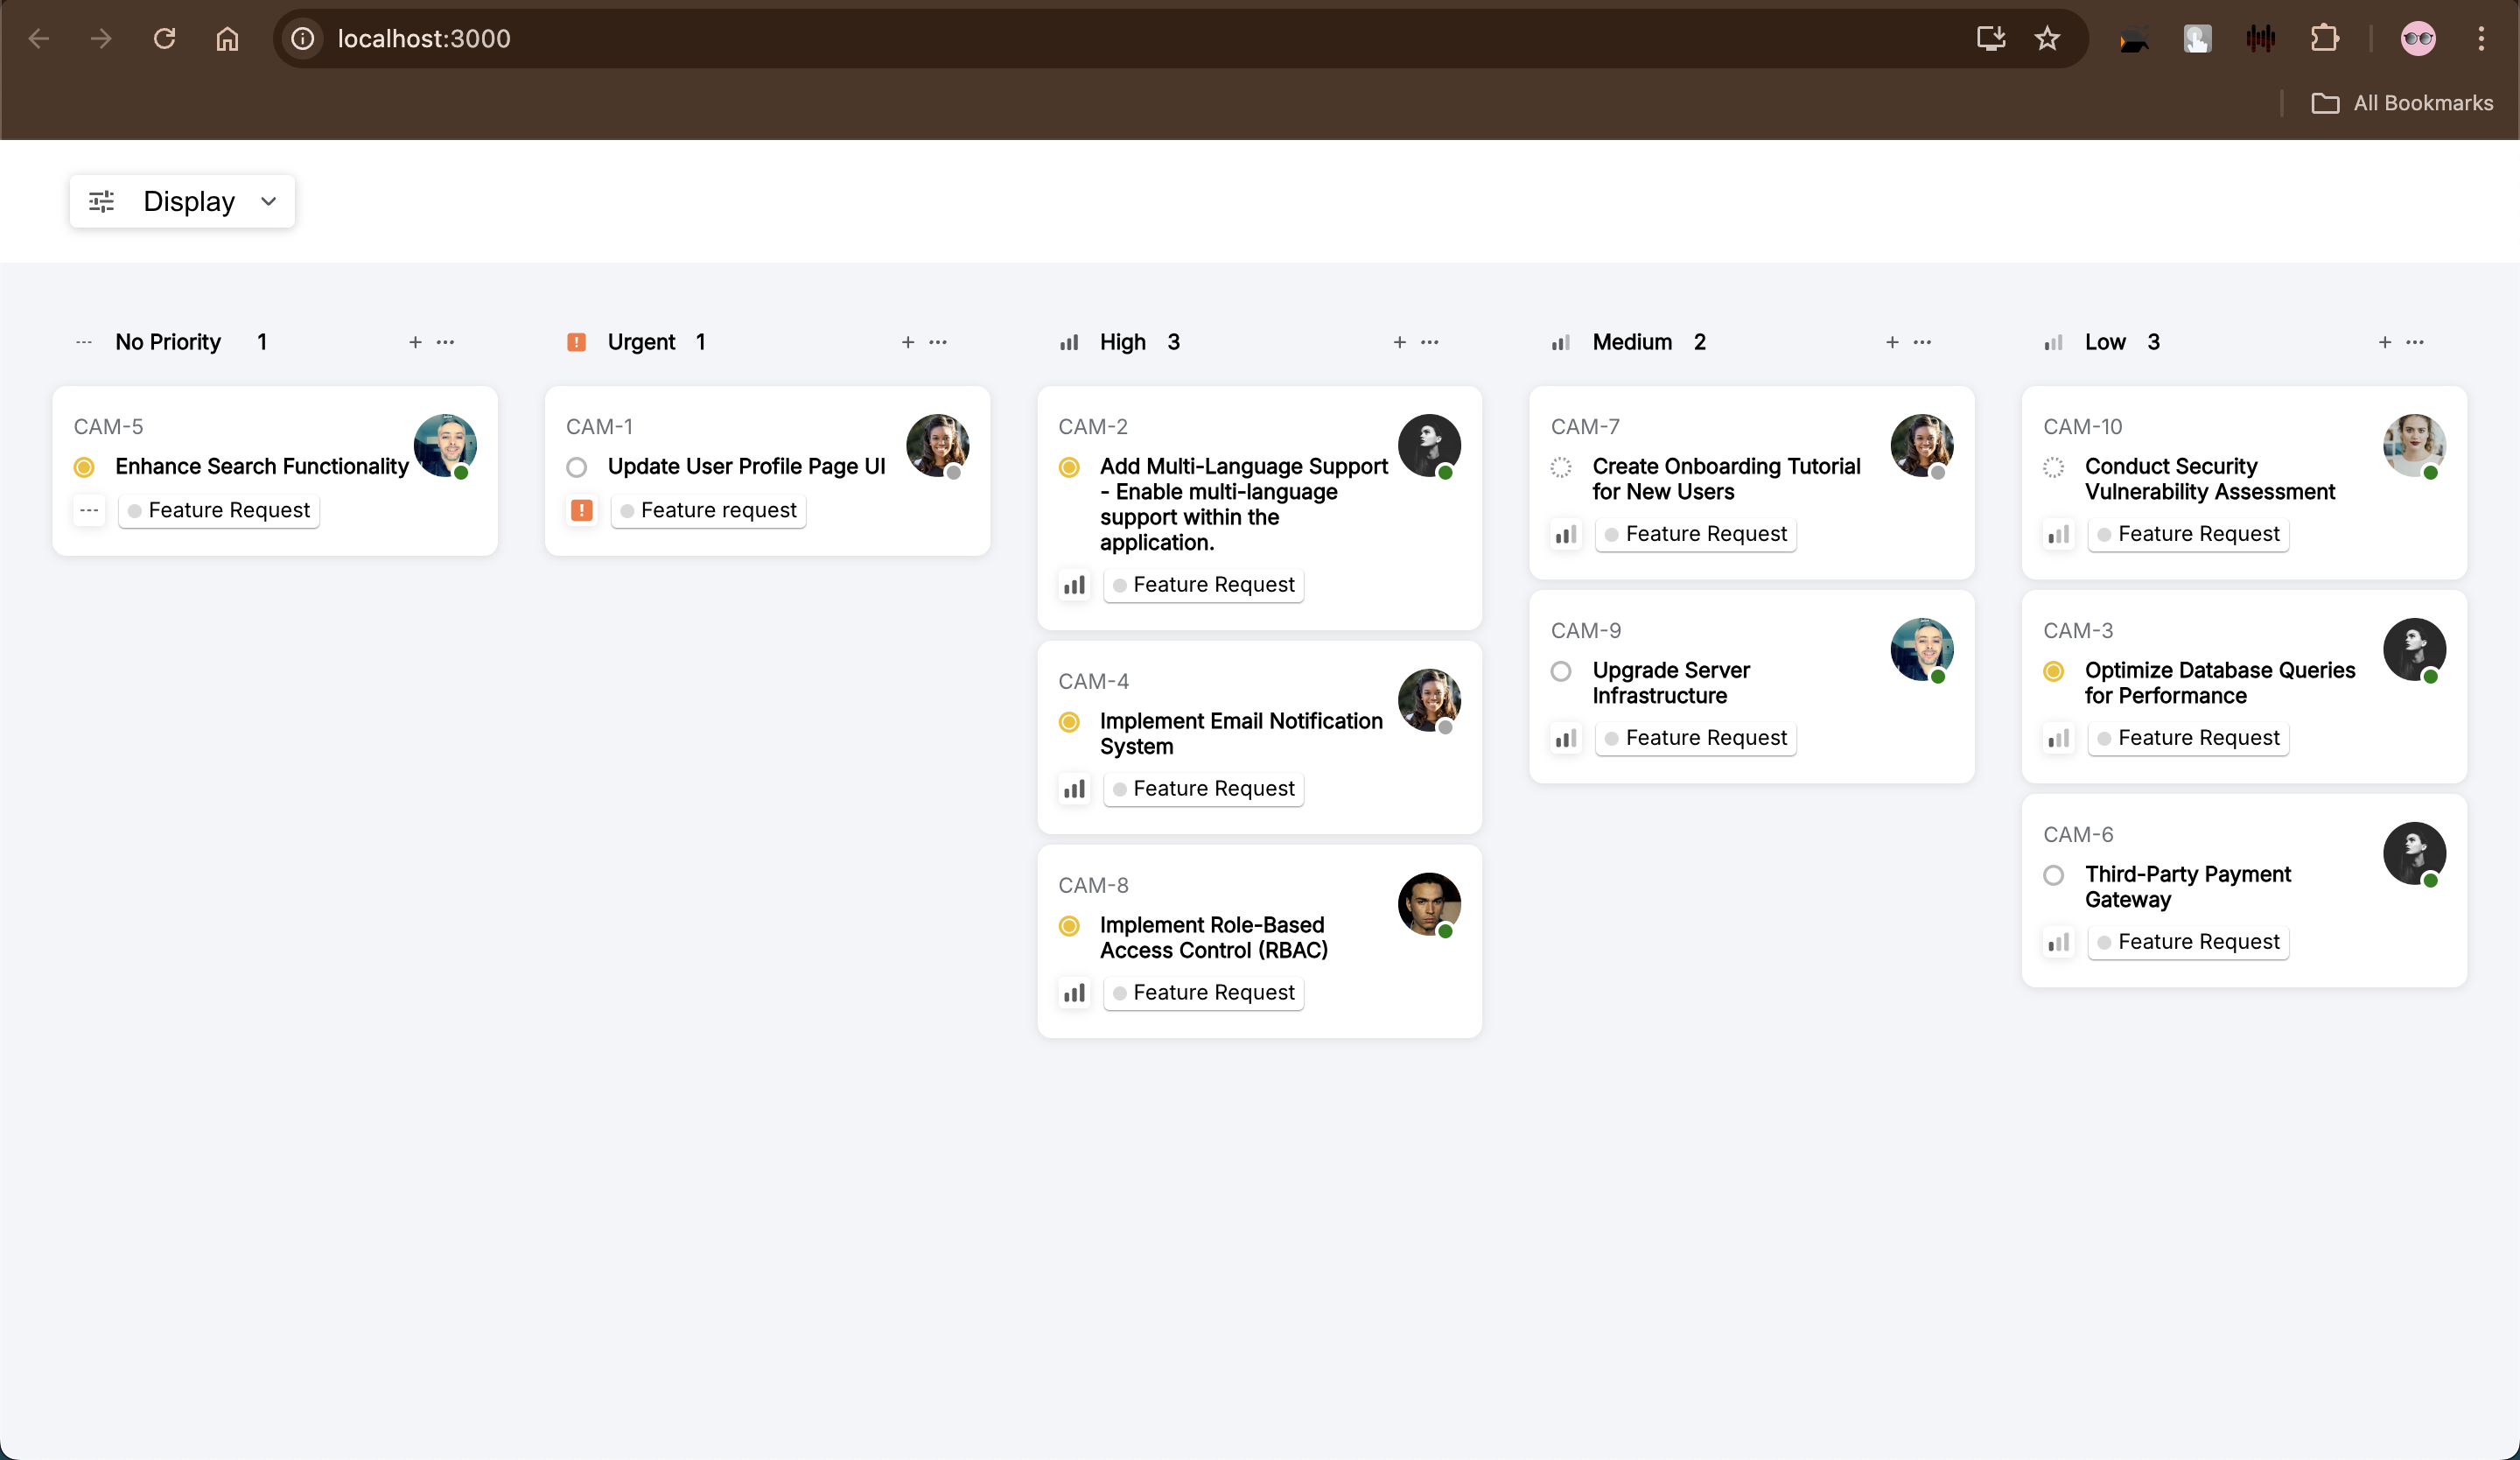 localhost:3000
All Bookmarks
Display
No Priority 1
CAM-5
Enhance Search Functionality
Feature Request
Urgent 1
CAM-1
Update User Profile Page UI
Feature request
High 3
CAM-2
Add Multi-Language Support
- Enable multi-language
support within the
application.
Feature Request
CAM-4
Implement Email Notification
System
Feature Request
CAM-8
Implement Role-Based
Access Control (RBAC)
Feature Request
Medium 2
CAM-7
Create Onboarding Tutorial
for New Users
Feature Request
CAM-9
Upgrade Server
Infrastructure
Feature Request
Low 3
CAM-10
Conduct Security
Vulnerability Assessment
Feature Request
CAM-3
Optimize Database Queries
for Performance
Feature Request
CAM-6
Third-Party Payment
Gateway
Feature Request